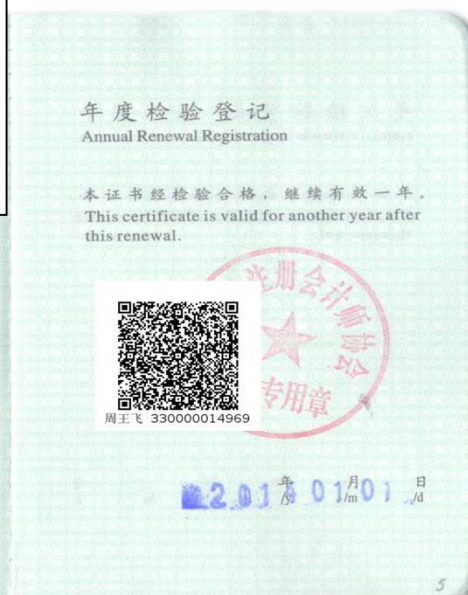 年度检验登记
Annual Renewal Registration
本证书经检验合格，继续有效一年。
This certificate is valid for another year after
this renewal.
注册会计师协会
专用章
周王飞 330000014969
年 月 日
/y /m /d
01 01
5